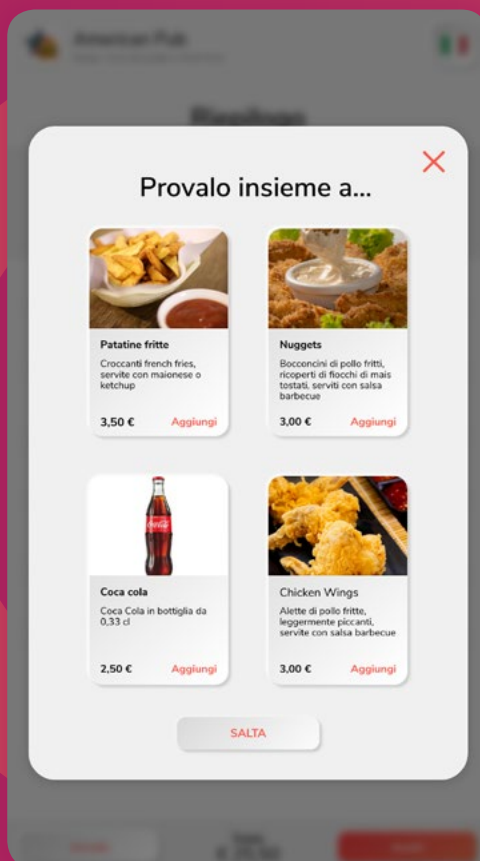 American Pub
Riepilogo
Provalo insieme a...
Patatine fritte
Croccanti french fries,
servite con maionese o
ketchup
3,50 €
Aggiungi
Nuggets
Bocconcini di pollo fritti,
ricoperti di fiocchi di mais
tostati, serviti con salsa
barbecue
3,00 €
Aggiungi
Coca cola
Coca Cola in bottiglia da
0,33 cl
2,50 €
Aggiungi
Chicken Wings
Alette di pollo fritte,
leggermente piccanti,
servite con salsa barbecue
3,00 €
Aggiungi
SALTA